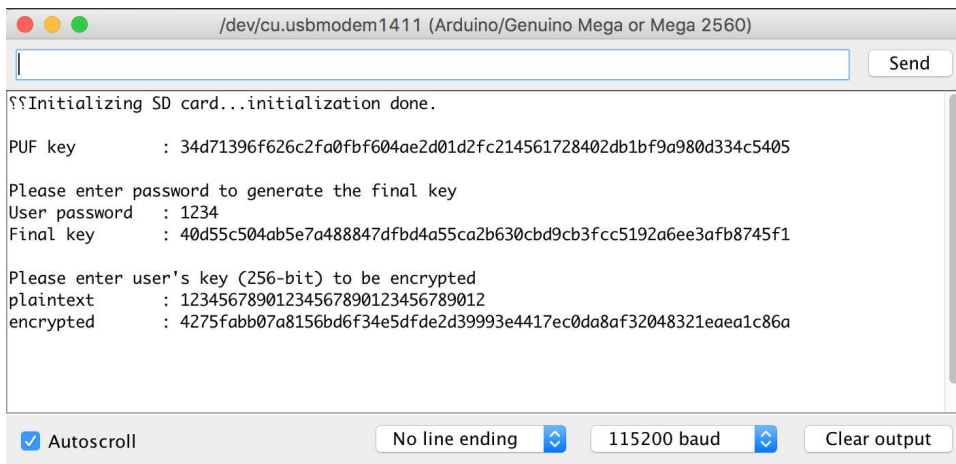 /dev/cu.usbmodem1411 (Arduino/Genuino Mega or Mega 2560)
Send
⸮⸮Initializing SD card...initialization done.
PUF key : 34d71396f626c2fa0fbf604ae2d01d2fc214561728402db1bf9a980d334c5405
Please enter password to generate the final key
User password : 1234
Final key : 40d55c504ab5e7a488847dfbd4a55ca2b630cbd9cb3fcc5192a6ee3afb8745f1
Please enter user's key (256-bit) to be encrypted
plaintext : 12345678901234567890123456789012
encrypted : 4275fabb07a8156bd6f34e5dfde2d39993e4417ec0da8af32048321eaea1c86a
Autoscroll
No line ending
115200 baud
Clear output